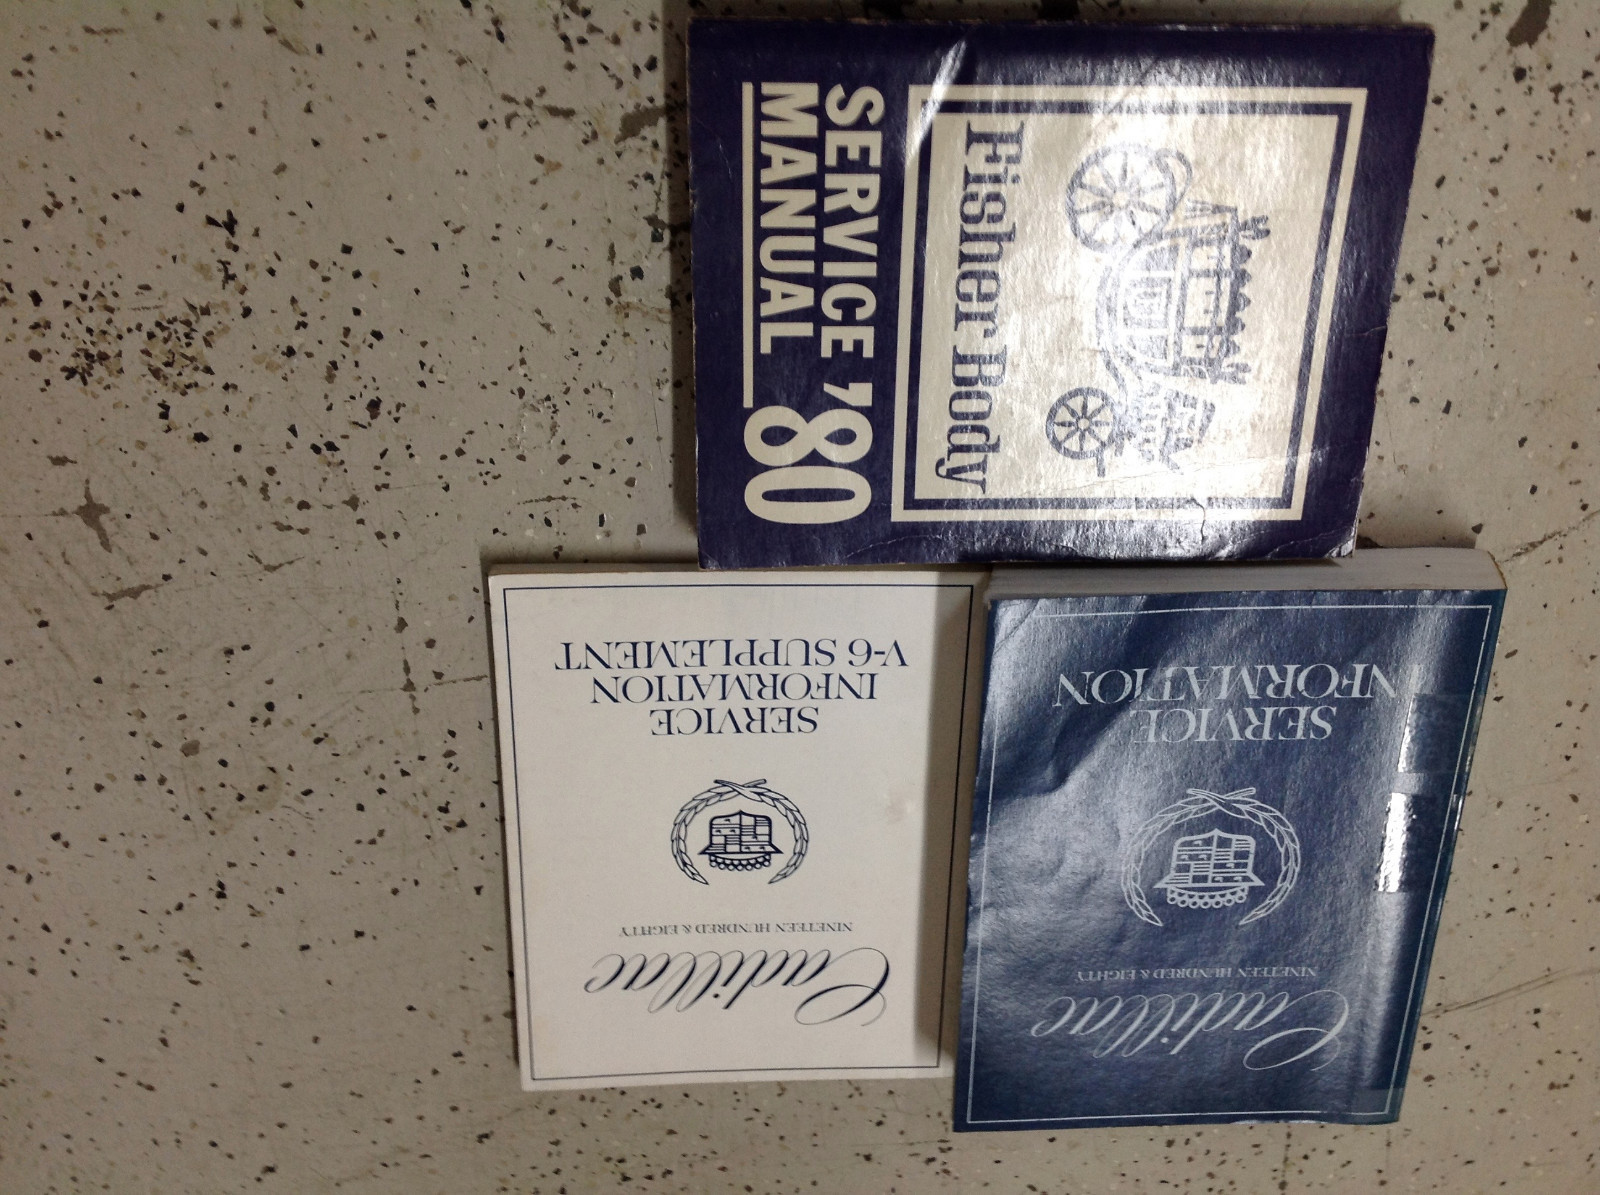 Fisher Body
SERVICE '80
MANUAL
Cadillac
NINETEEN HUNDRED & EIGHTY
SERVICE
INFORMATION
V-6 SUPPLEMENT
Cadillac
NINETEEN HUNDRED & EIGHTY
SERVICE
INFORMATION